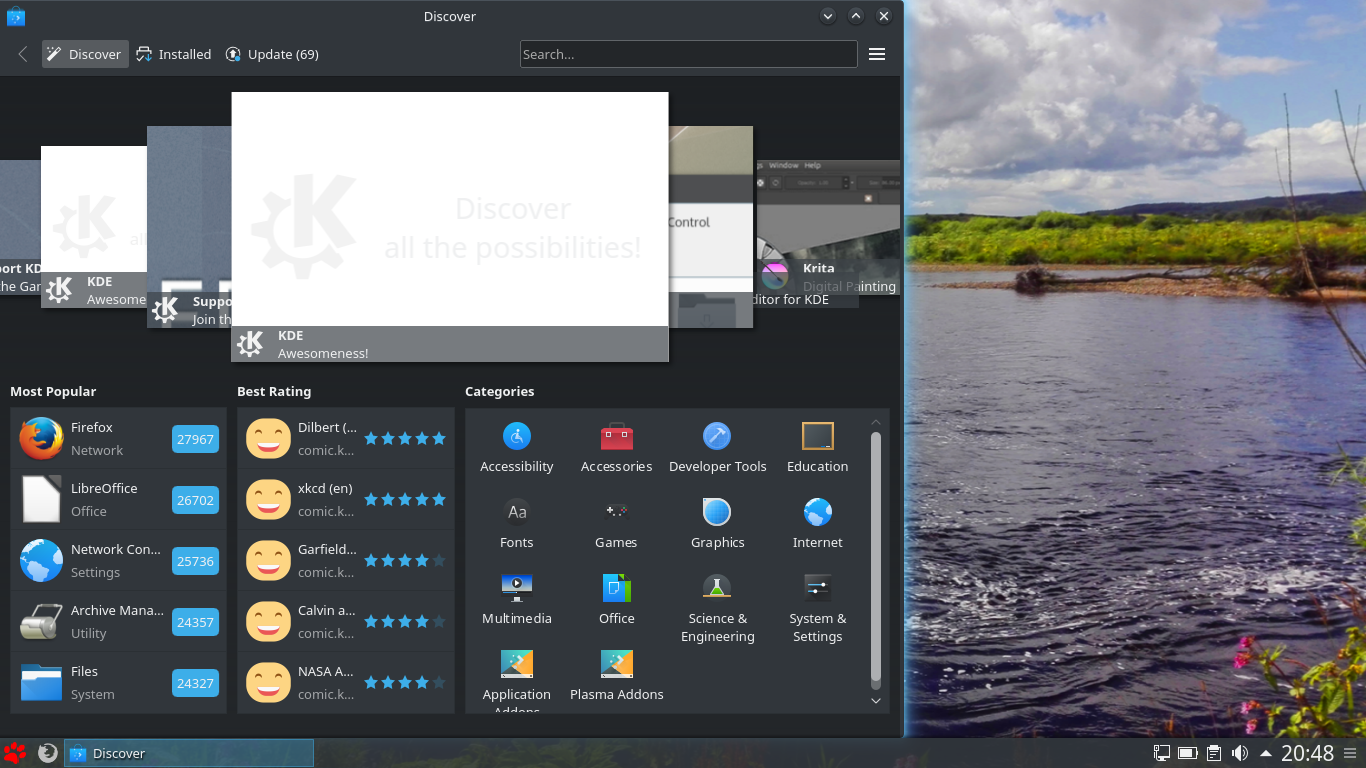 Discover
Discover
Installed
Update (69)
Search...
Window Help
Discover
all the possibilities!
all
Control
port KD
the Gar
KDE
Awesome
Suppo
Join th
Krita
Digital Painting
ditor for KDE
KDE
Awesomeness!
Most Popular
Best Rating
Categories
Firefox
Network
27967
LibreOffice
Office
26702
Network Con...
Settings
25736
Archive Mana...
Utility
24357
Files
System
24327
Dilbert (...
comic.k...
xkcd (en)
comic.k...
Garfield...
comic.k...
Calvin a...
comic.k...
NASA A...
comic.k...
Accessibility
Accessories
Developer Tools
Education
Aa
Fonts
Games
Graphics
Internet
Multimedia
Office
Science &
Engineering
System &
Settings
Application
Addons
Plasma Addons
Discover
20:48